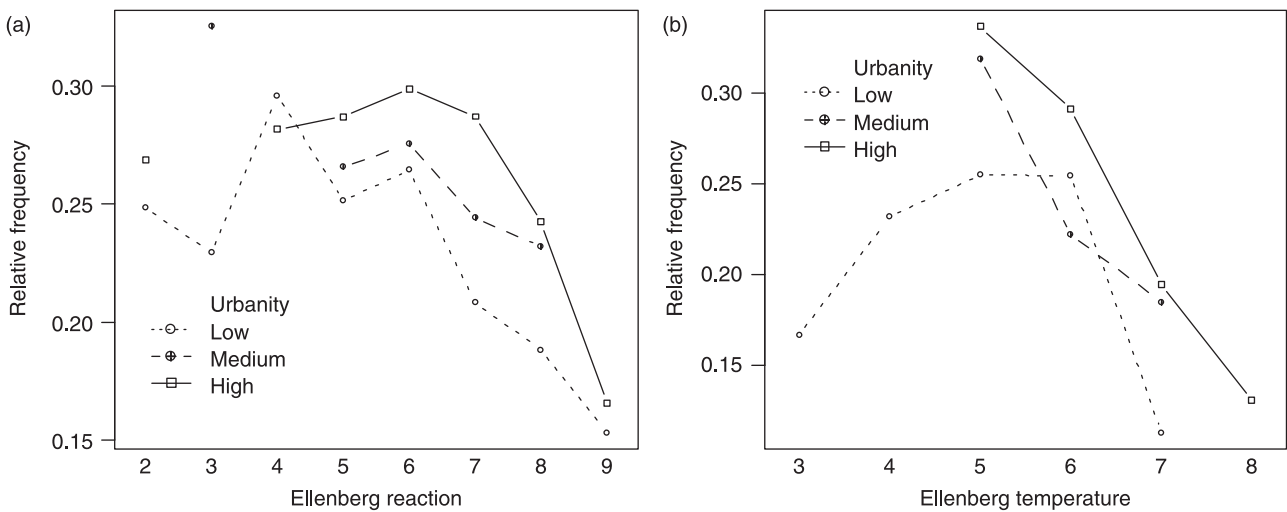 (a)
Relative frequency
0.30
0.25
0.20
0.15
Urbanity
Low
Medium
High
2 3 4 5 6 7 8 9
Ellenberg reaction
(b)
Relative frequency
0.30
0.25
0.20
0.15
Urbanity
Low
Medium
High
3 4 5 6 7 8
Ellenberg temperature